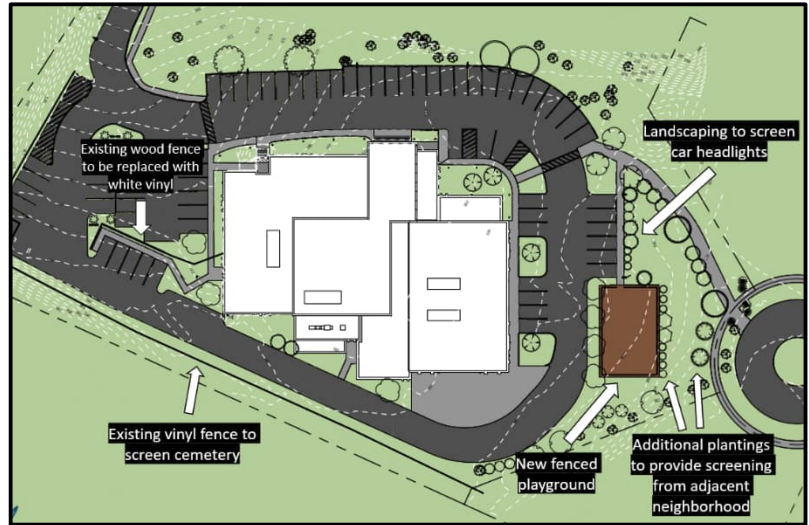 Existing wood fence
to be replaced with
white vinyl
Landscaping to screen
car headlights
Existing vinyl fence to
screen cemetery
New fenced
playground
Additional plantings
to provide screening
from adjacent
neighborhood